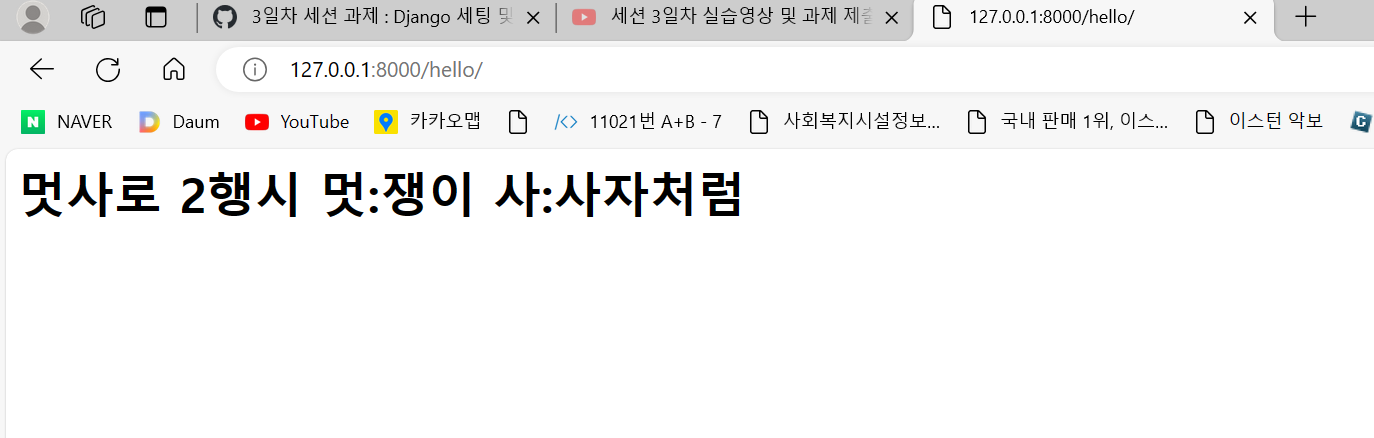 3일차 세션 과제 : Django 세팅 및
세션 3일차 실습영상 및 과제 제출
127.0.0.1:8000/hello/
127.0.0.1:8000/hello/
NAVER
Daum
YouTube
카카오맵
11021번 A+B - 7
사회복지시설정보...
국내 판매 1위, 이스...
이스턴 악보
멋사로 2행시 멋:쟁이 사:사자처럼